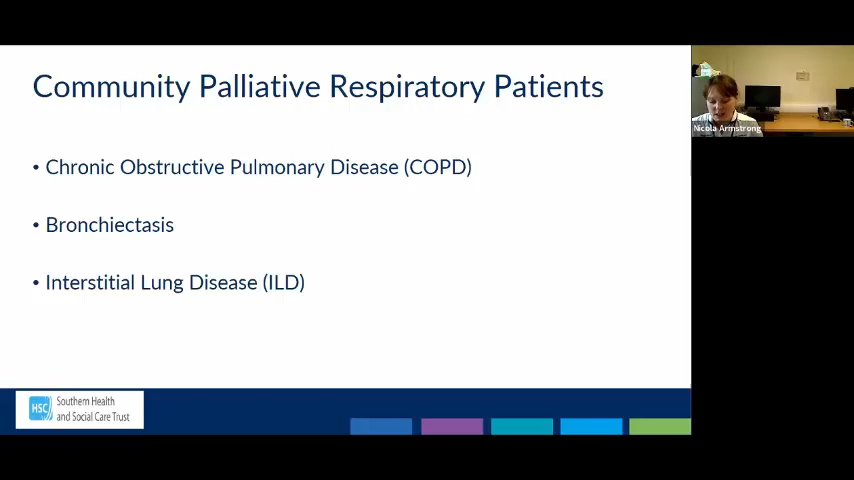 Community Palliative Respiratory Patients
• Chronic Obstructive Pulmonary Disease (COPD)
• Bronchiectasis
• Interstitial Lung Disease (ILD)
Nicola Armstrong
HSC
Southern Health
and Social Care Trust